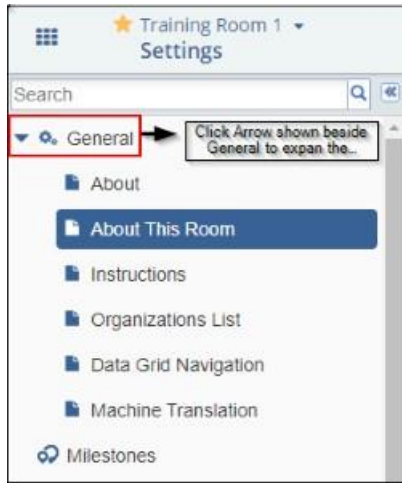 Training Room 1
Settings
Search
General
Click Arrow shown beside
General to expan the...
About
About This Room
Instructions
Organizations List
Data Grid Navigation
Machine Translation
Milestones